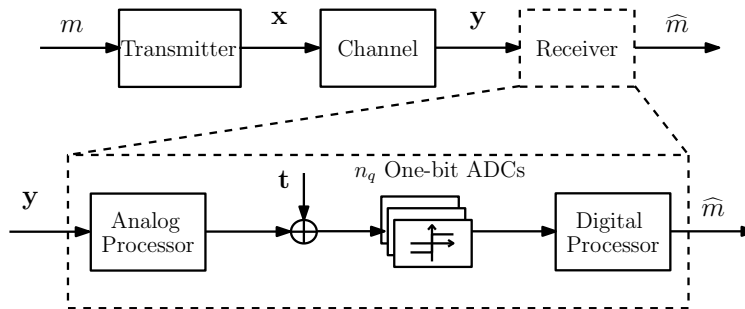 m
Transmitter
x
Channel
y
Receiver
m̂
y
Analog
Processor
t
n_q One-bit ADCs
Digital
Processor
m̂